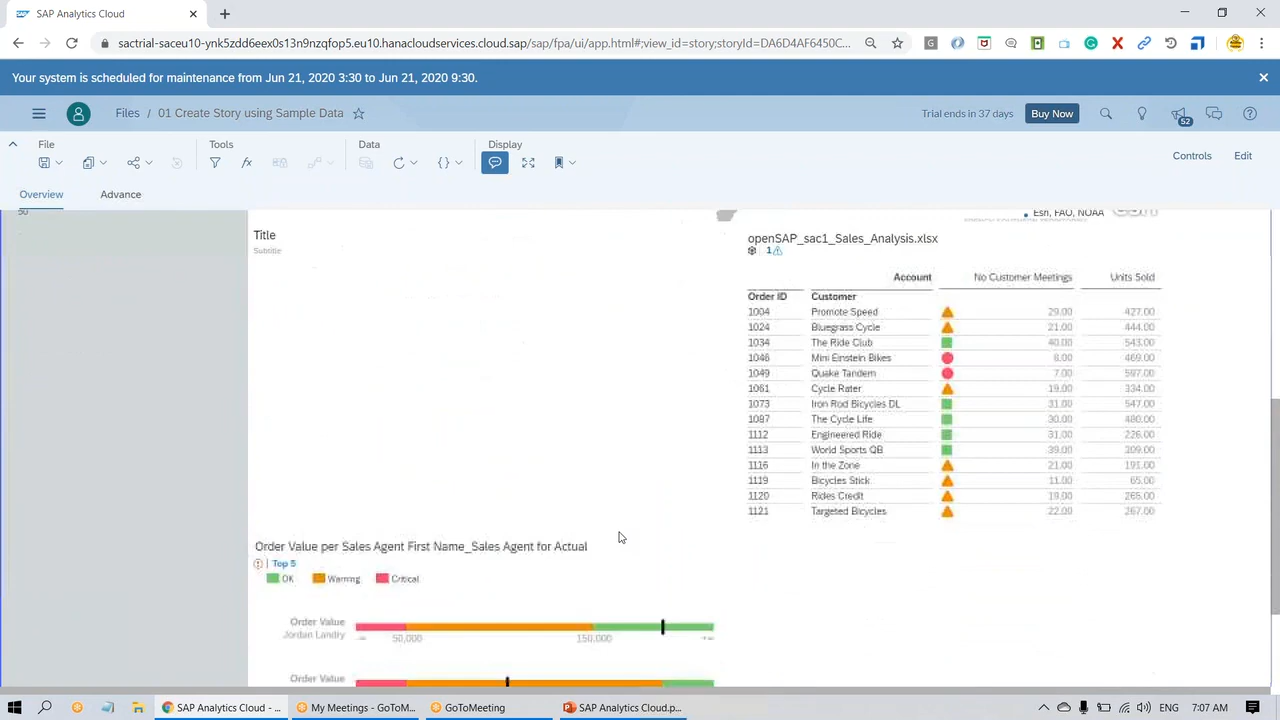 SAP Analytics Cloud
sactrial-saceu10-ynk5zdd6eex0s13n9nzqfop5.eu10.hanacloudservices.cloud.sap/sap/fpa/ui/app.html#;view_id=story;storyId=DA6D4AF6450C...
Your system is scheduled for maintenance from Jun 21, 2020 3:30 to Jun 21, 2020 9:30.
Files / 01 Create Story using Sample Data
Trial ends in 37 days
Buy Now
52
File
Tools
Data
Display
Controls
Edit
Overview
Advance
Esri, FAO, NOAA
esri
Title
Subtitle
openSAP_sac1_Sales_Analysis.xlsx
1
Account No Customer Meetings Units Sold
Order ID Customer
1004 Promote Speed 29.00 427.00
1024 Bluegrass Cycle 21.00 444.00
1034 The Ride Club 40.00 543.00
1046 Mini Einstein Bikes 8.00 469.00
1049 Quake Tandem 7.00 597.00
1061 Cycle Rater 19.00 334.00
1073 Iron Rod Bicycles DL 31.00 547.00
1087 The Cycle Life 30.00 480.00
1112 Engineered Ride 31.00 226.00
1113 World Sports QB 39.00 309.00
1116 In the Zone 21.00 191.00
1119 Bicycles Stick 11.00 65.00
1120 Rides Credit 19.00 265.00
1121 Targeted Bicycles 22.00 267.00
Order Value per Sales Agent First Name_Sales Agent for Actual
Top 5
OK Warning Critical
Order Value
Jordan Landry
-∞ 50,000 150,000 +∞
Order Value
SAP Analytics Cloud - ...
My Meetings - GoToM...
GoToMeeting
SAP Analytics Cloud.p...
ENG
7:07 AM